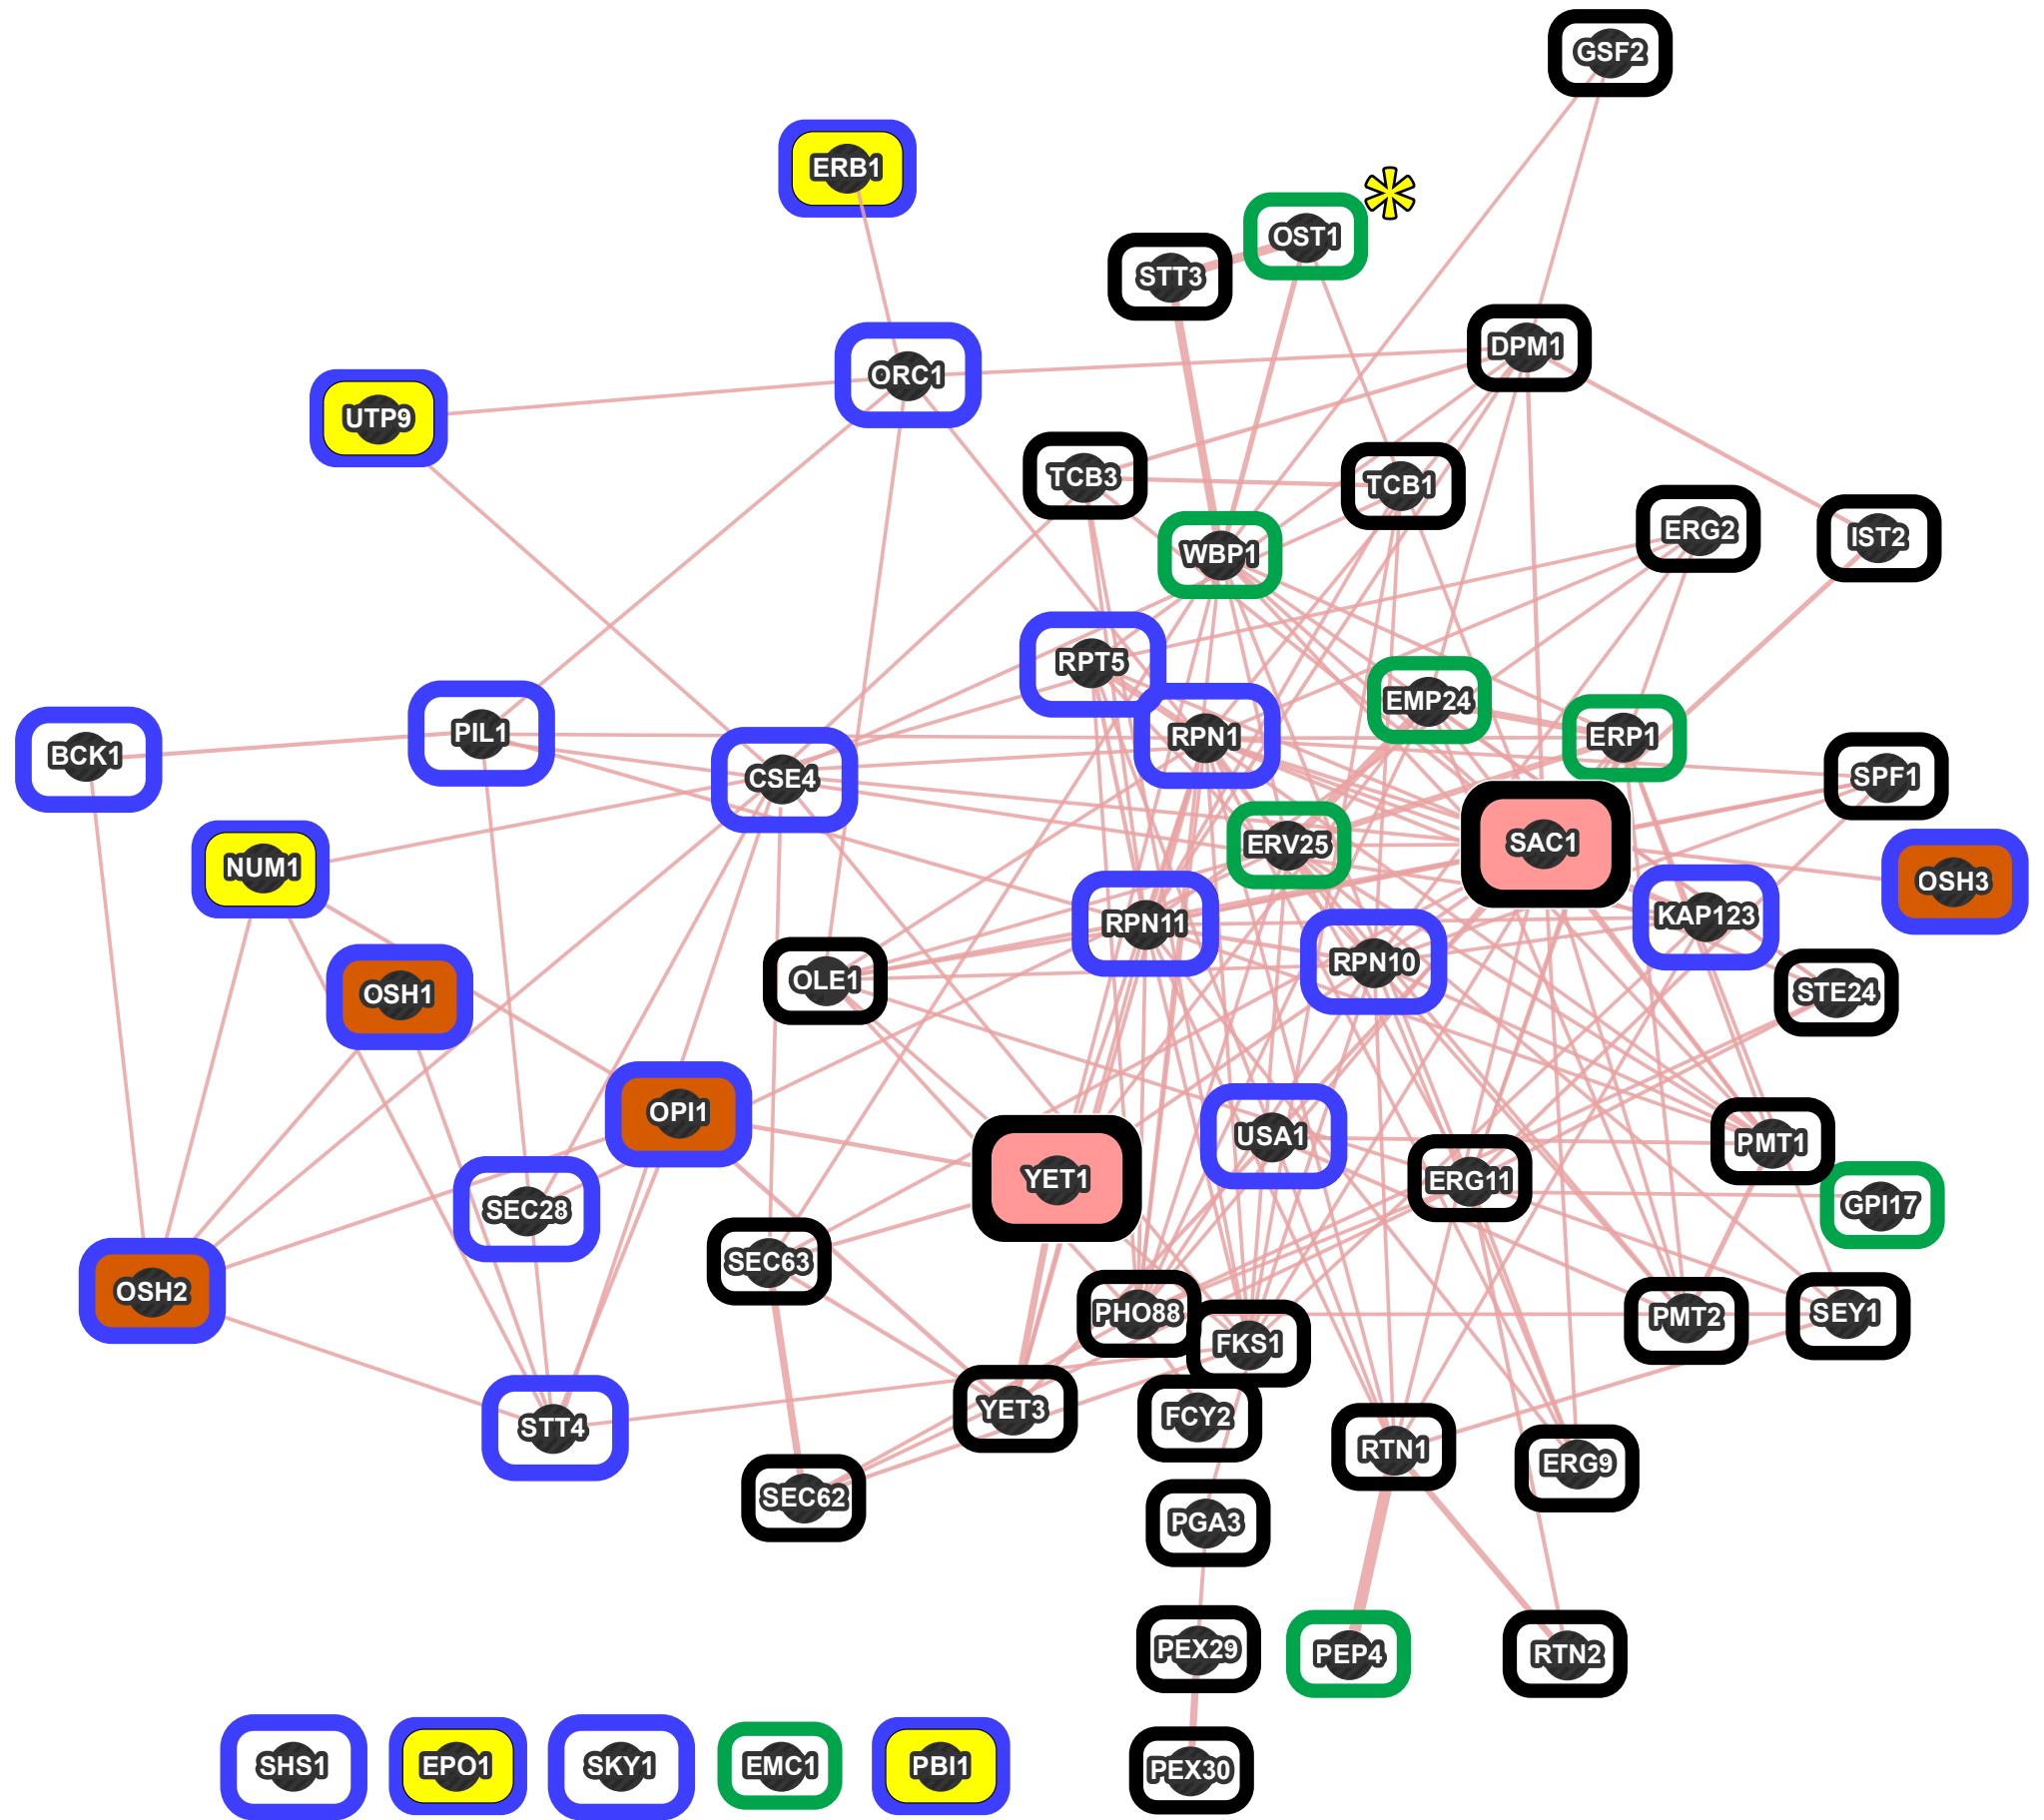 GSF2
ERB1
OST1
STT3
DPM1
ORC1
UTP9
TCB3
TCB1
ERG2
IST2
WBP1
RPT5
EMP24
ERP1
RPN1
PIL1
BCK1
CSE4
SPF1
SAC1
ERV25
NUM1
OSH3
KAP123
RPN11
RPN10
OLE1
STE24
OSH1
OPI1
USA1
PMT1
YET1
ERG11
GPI17
SEC28
SEC63
OSH2
PHO88
PMT2
SEY1
FKS1
YET3
FCY2
STT4
RTN1
ERG9
SEC62
PGA3
PEX29
PEP4
RTN2
SHS1
EPO1
SKY1
EMC1
PBI1
PEX30